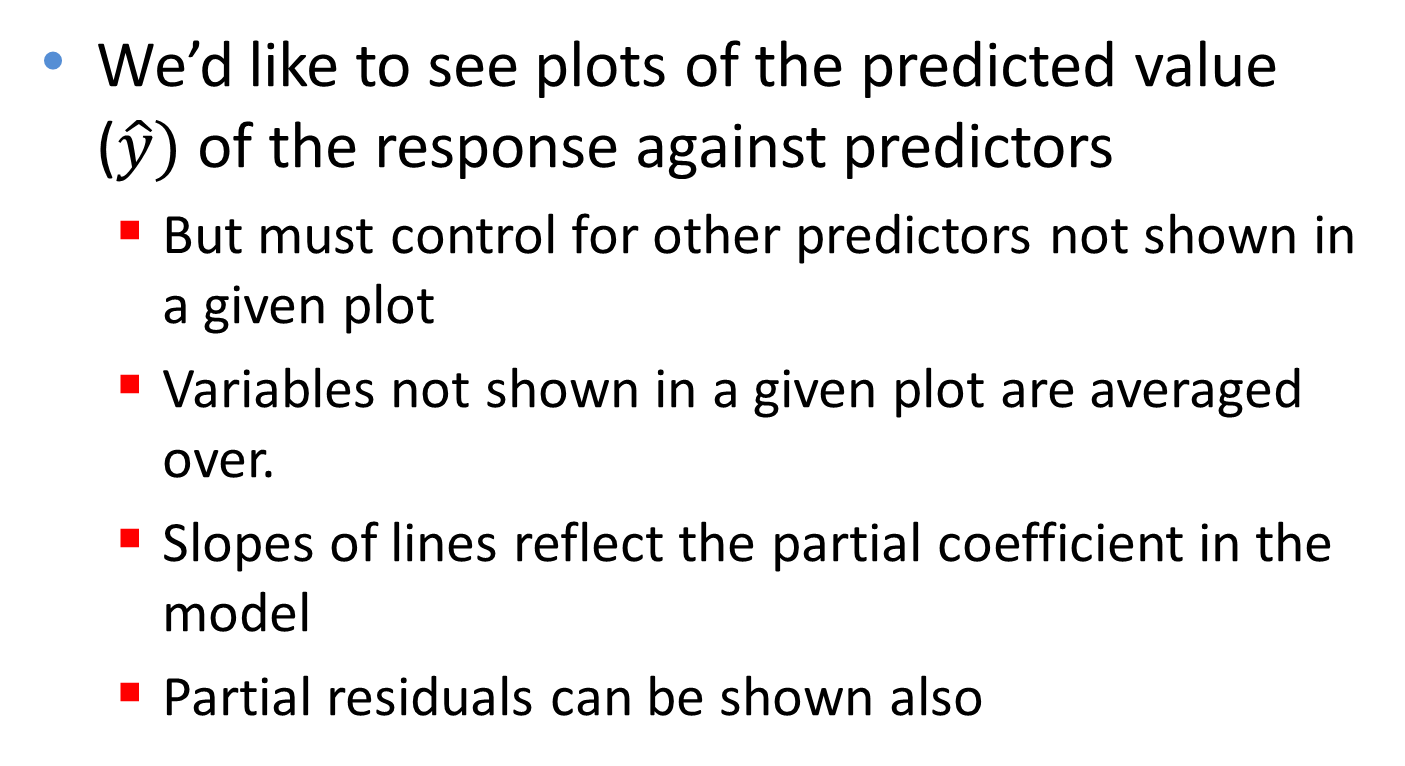 • We’d like to see plots of the predicted value
(ŷ) of the response against predictors
▪ But must control for other predictors not shown in
a given plot
▪ Variables not shown in a given plot are averaged
over.
▪ Slopes of lines reflect the partial coefficient in the
model
▪ Partial residuals can be shown also